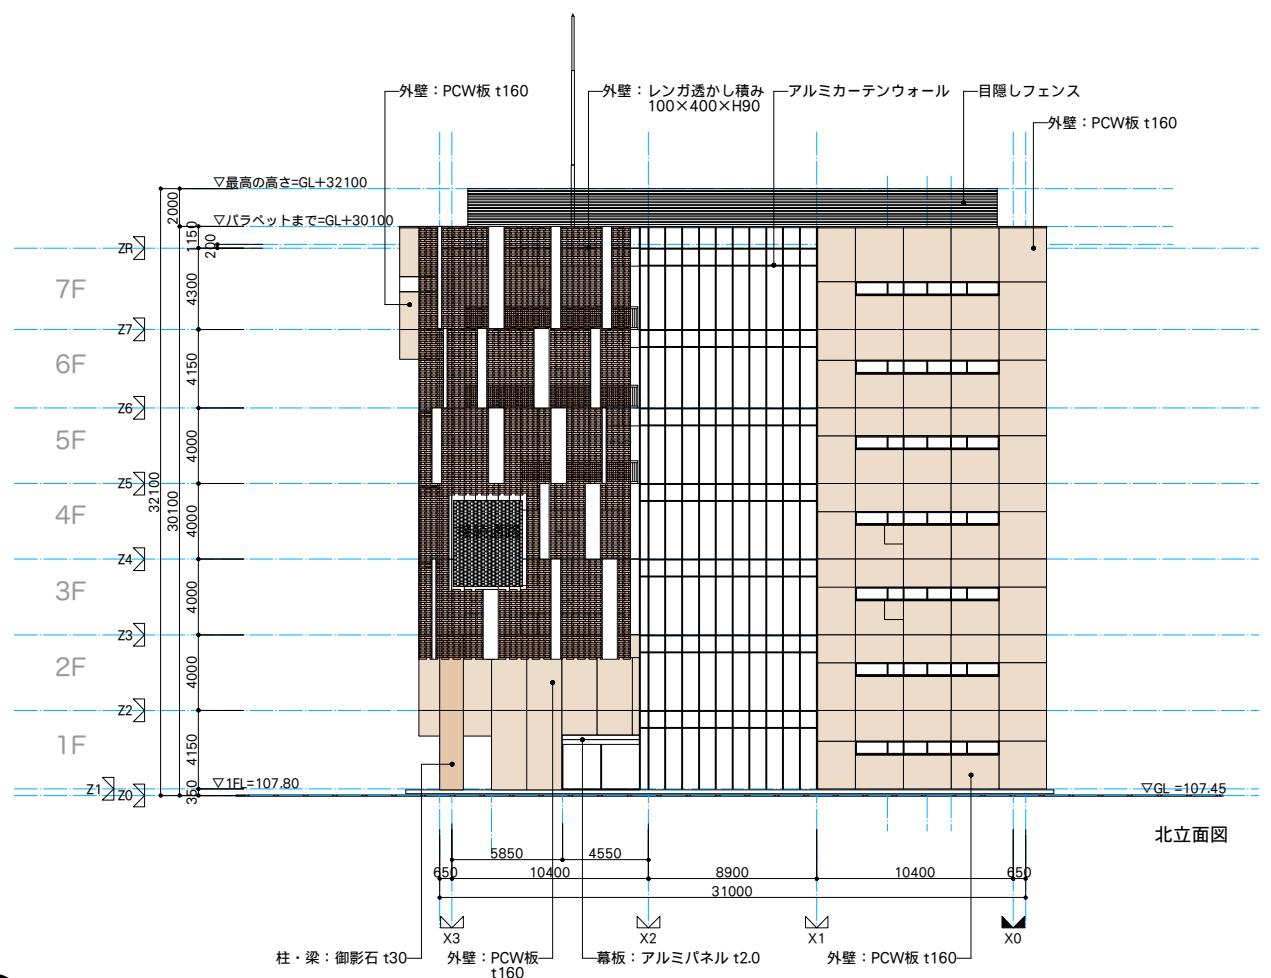 外壁：PCW板 t160
外壁：レンガ透かし積み
100×400×H90
アルミカーテンウォール
目隠しフェンス
外壁：PCW板 t160
▽最高の高さ=GL+32100
▽パラペットまで=GL+30100
2000
1150
200
ZR
7F
4300
Z7
6F
4150
Z6
5F
4000
Z5
32100
30100
4F
4000
接続通路
Z4
3F
4000
Z3
2F
4000
Z2
1F
4150
▽1FL=107.80
Z1
Z0
350
▽GL =107.45
北立面図
5850
4550
650
10400
8900
10400
650
31000
X3
X2
X1
X0
柱・梁：御影石 t30
外壁：PCW板
t160
幕板：アルミパネル t2.0
外壁：PCW板 t160